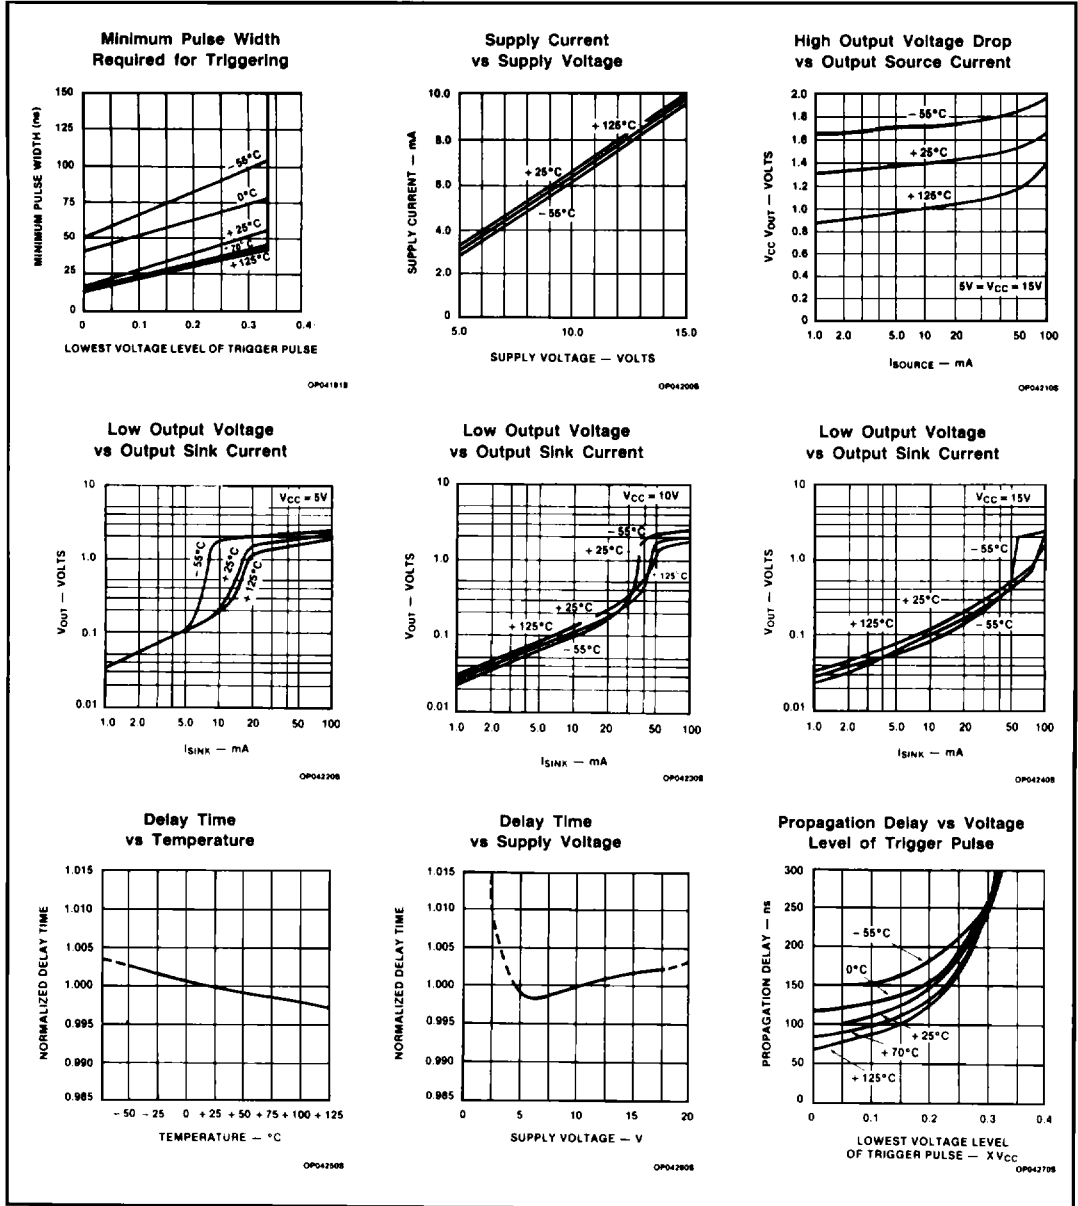 Minimum Pulse Width
Required for Triggering
150
125
100
75
50
25
0
MINIMUM PULSE WIDTH (ns)
- 55°C
0°C
+ 25°C
- 70°C
+ 125°C
0
0.1
0.2
0.3
0.4
LOWEST VOLTAGE LEVEL OF TRIGGER PULSE
OP04191S
Supply Current
vs Supply Voltage
10.0
8.0
6.0
4.0
2.0
SUPPLY CURRENT — mA
+ 125°C
+ 25°C
- 55°C
5.0
10.0
15.0
SUPPLY VOLTAGE — VOLTS
OP04200S
High Output Voltage Drop
vs Output Source Current
2.0
1.8
1.6
1.4
1.2
1.0
0.8
0.6
0.4
0.2
0
VCC VOUT — VOLTS
- 55°C
+ 25°C
+ 125°C
5V = VCC = 15V
1.0 2.0 5.0 10 20 50 100
ISOURCE — mA
OP04210S
Low Output Voltage
vs Output Sink Current
10
1.0
0.1
0.01
VOUT — VOLTS
VCC = 5V
- 55°C
+ 25°C
+ 125°C
1.0 2.0 5.0 10 20 50 100
ISINK — mA
OP04220S
Low Output Voltage
vs Output Sink Current
10
1.0
0.1
0.01
VOUT — VOLTS
VCC = 10V
- 55°C
+ 25°C
125°C
+ 25°C
+ 125°C
- 55°C
1.0 2.0 5.0 10 20 50 100
ISINK — mA
OP04230S
Low Output Voltage
vs Output Sink Current
10
1.0
0.1
0.01
VOUT — VOLTS
VCC = 15V
- 55°C
+ 25°C
+ 125°C
- 55°C
1.0 2.0 5.0 10 20 50 100
ISINK — mA
OP04240S
Delay Time
vs Temperature
1.015
1.010
1.005
1.000
0.995
0.990
0.985
NORMALIZED DELAY TIME
- 50 - 25 0 + 25 + 50 + 75 + 100 + 125
TEMPERATURE — °C
OP04250S
Delay Time
vs Supply Voltage
1.015
1.010
1.005
1.000
0.995
0.990
0.985
NORMALIZED DELAY TIME
0 5 10 15 20
SUPPLY VOLTAGE — V
OP04260S
Propagation Delay vs Voltage
Level of Trigger Pulse
300
250
200
150
100
50
0
PROPAGATION DELAY — ns
- 55°C
0°C
+ 25°C
+ 70°C
+ 125°C
0 0.1 0.2 0.3 0.4
LOWEST VOLTAGE LEVEL
OF TRIGGER PULSE — XVCC
OP04270S